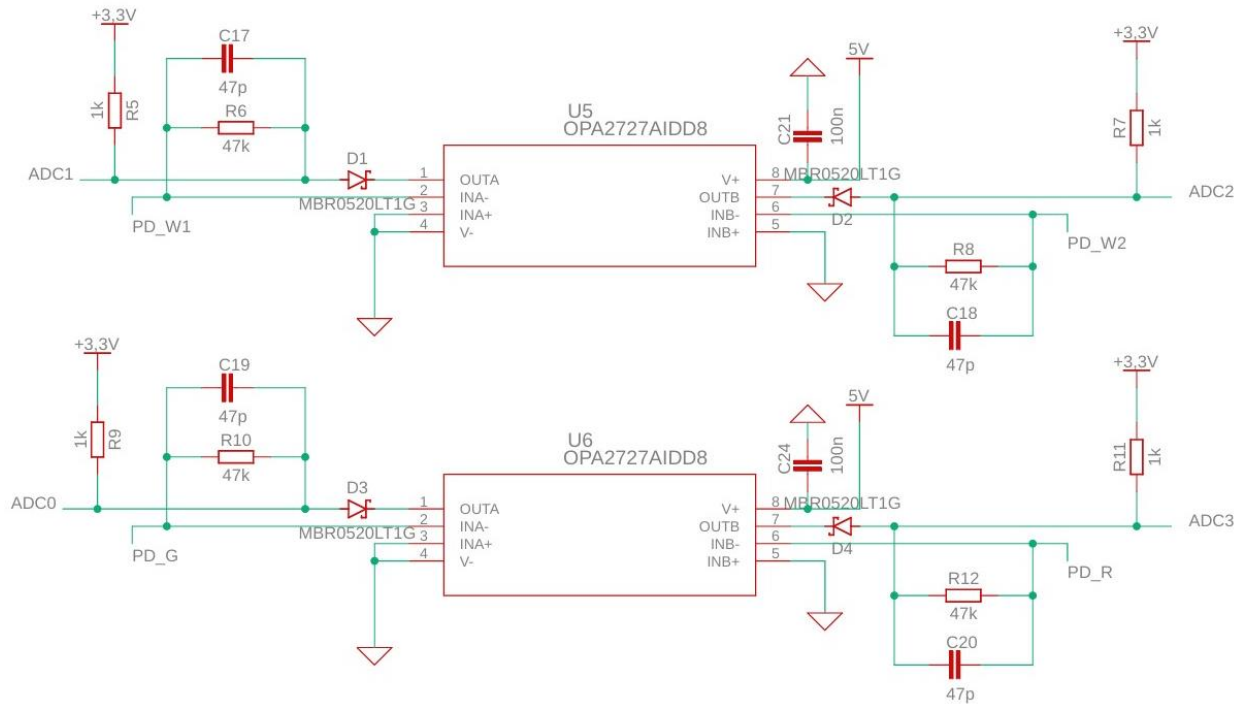 +3,3V
C17
47p
1k
R5
R6
47k
ADC1
D1
MBR0520LT1G
PD_W1
U5
OPA2727AIDD8
1
OUTA
2
INA-
3
INA+
4
V-
V+
8
OUTB
7
INB-
6
INB+
5
C21
100n
5V
MBR0520LT1G
D2
+3,3V
R7
1k
ADC2
PD_W2
R8
47k
C18
47p
+3,3V
C19
47p
1k
R9
R10
47k
ADC0
D3
MBR0520LT1G
PD_G
U6
OPA2727AIDD8
1
OUTA
2
INA-
3
INA+
4
V-
V+
8
OUTB
7
INB-
6
INB+
5
C24
100n
5V
MBR0520LT1G
D4
+3,3V
R11
1k
ADC3
PD_R
R12
47k
C20
47p